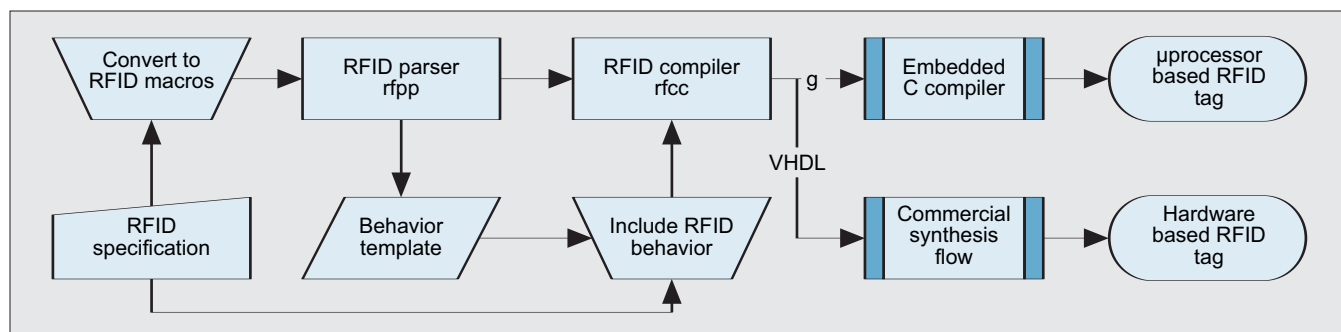 Convert to
RFID macros
RFID parser
rfpp
RFID compiler
rfcc
g
Embedded
C compiler
µprocessor
based RFID
tag
VHDL
RFID
specification
Behavior
template
Include RFID
behavior
Commercial
synthesis
flow
Hardware
based RFID
tag